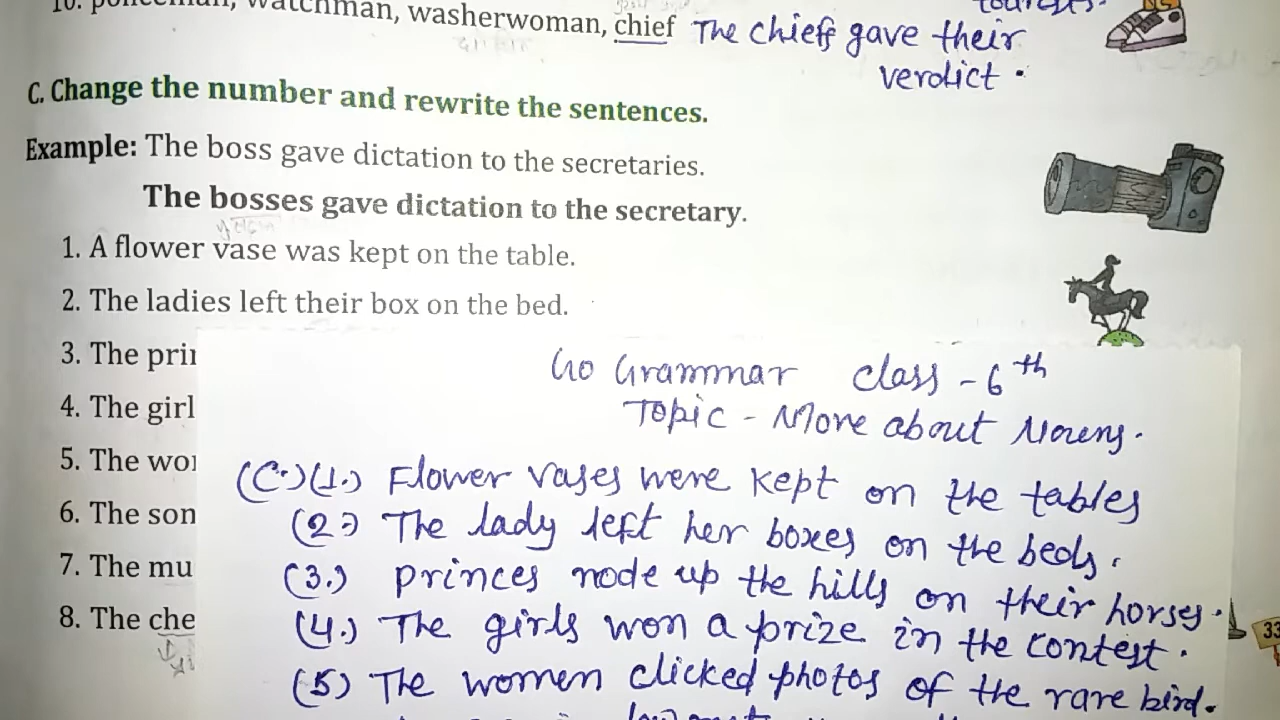 10. policeman, watchman, washerwoman, chief The chiefs gave their
verdict.
C. Change the number and rewrite the sentences.
Example: The boss gave dictation to the secretaries.
The bosses gave dictation to the secretary.
1. A flower vase was kept on the table.
2. The ladies left their box on the bed.
3. The prin
4. The girl
5. The wo
6. The son
7. The mu
8. The che
Go Grammar Class - 6th
Topic - More about Nouns.
(C.) (1.) Flower vases were kept on the tables
(2.) The lady left her boxes on the beds.
(3.) Princes rode up the hills on their horses.
(4.) The girls won a prize in the contest.
(5) The women clicked photos of the rare bird.
33